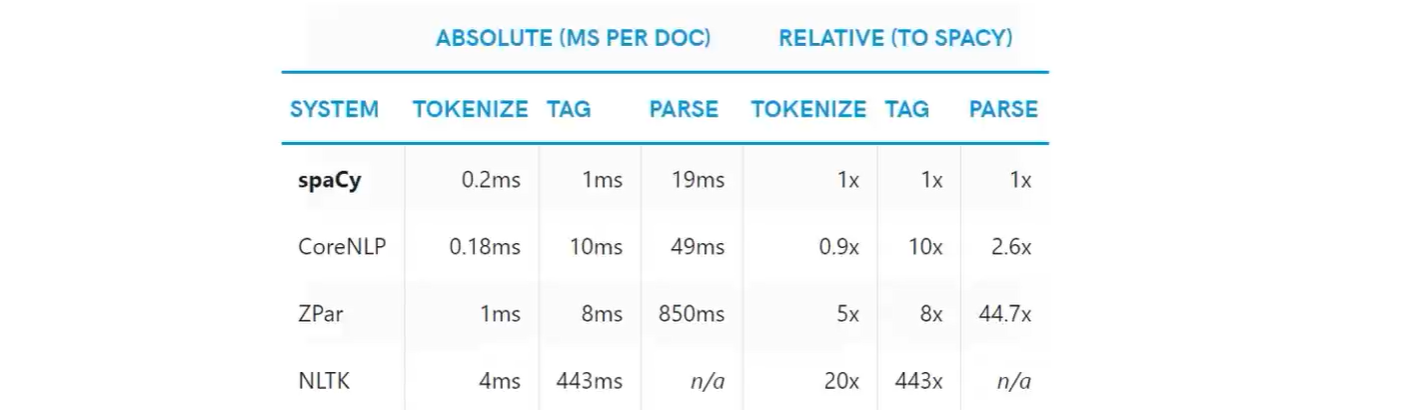 ABSOLUTE (MS PER DOC) RELATIVE (TO SPACY)
SYSTEM TOKENIZE TAG PARSE TOKENIZE TAG PARSE
spaCy 0.2ms 1ms 19ms 1x 1x 1x
CoreNLP 0.18ms 10ms 49ms 0.9x 10x 2.6x
ZPar 1ms 8ms 850ms 5x 8x 44.7x
NLTK 4ms 443ms n/a 20x 443x n/a